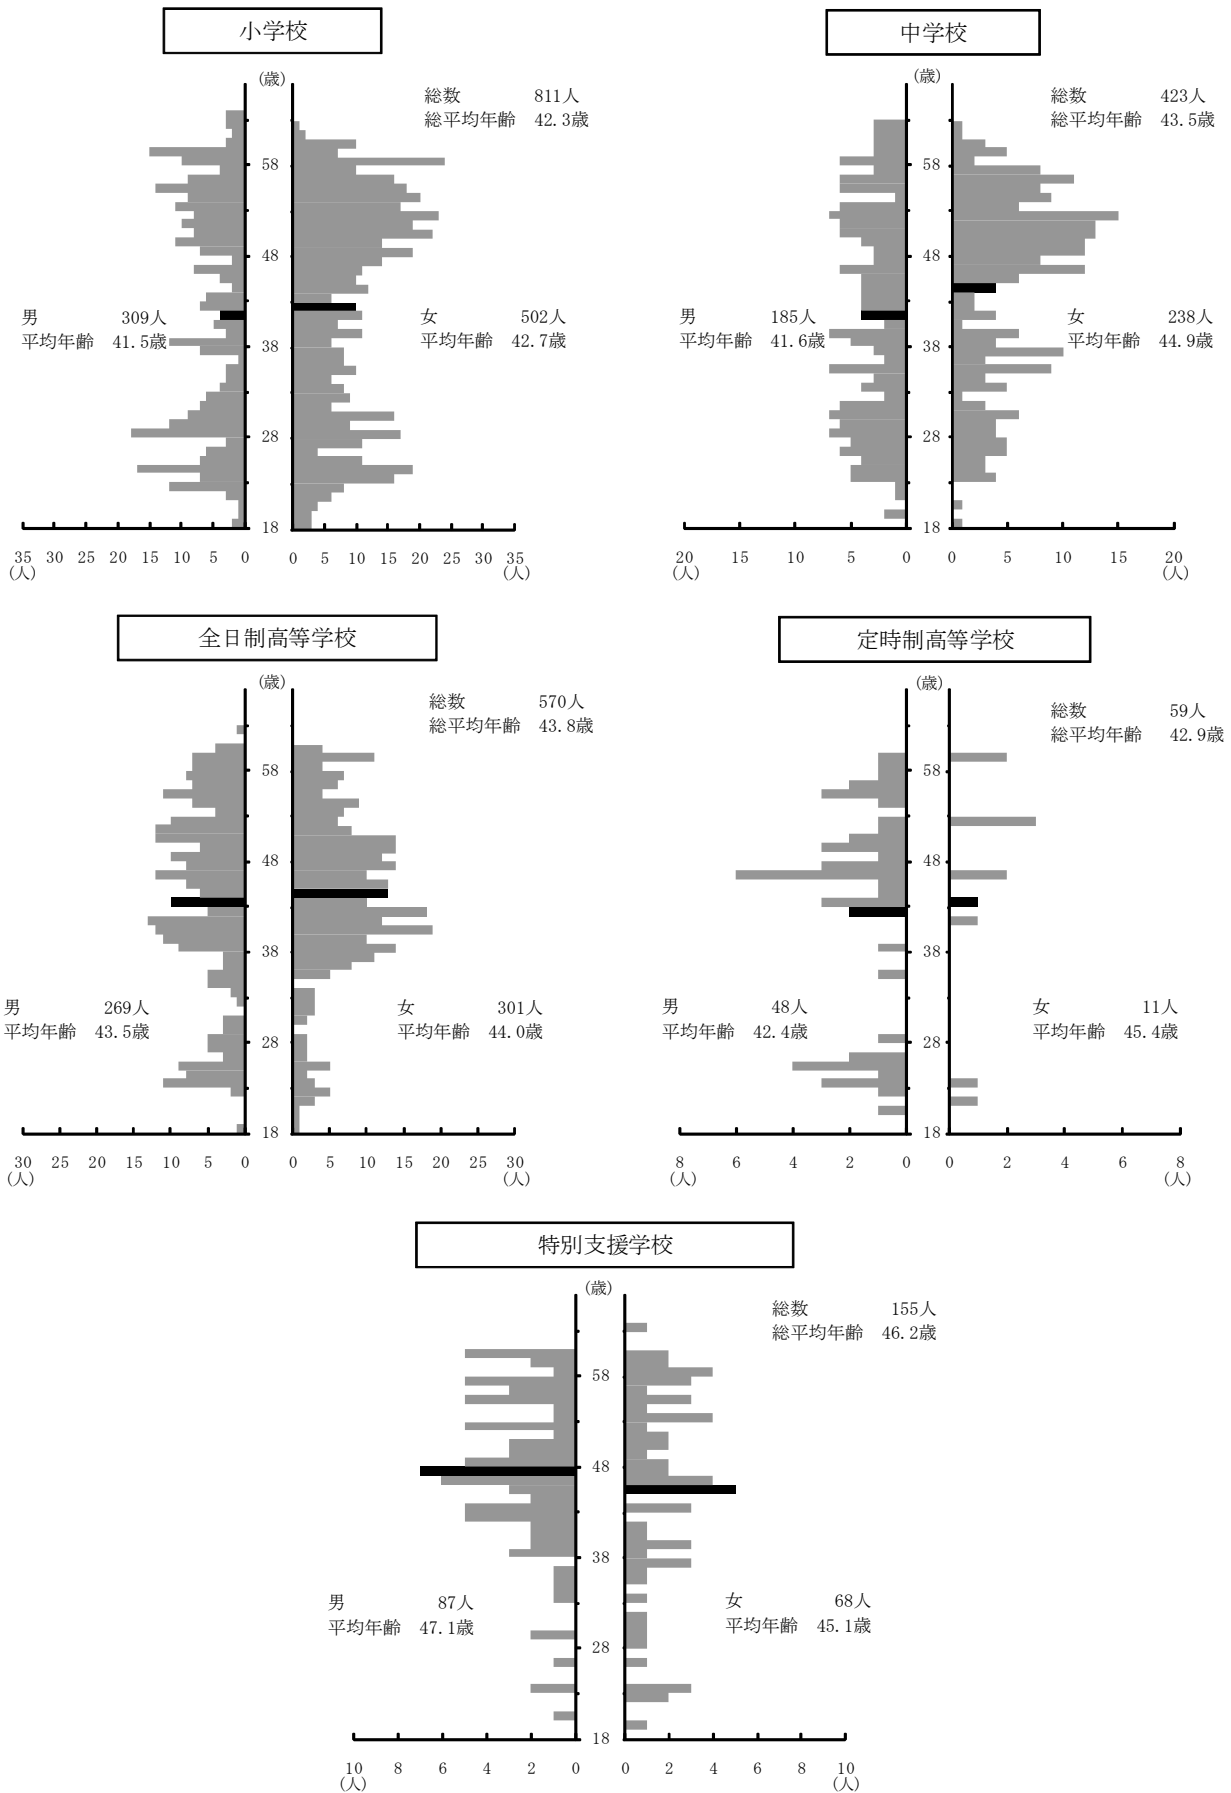 小学校
(歳)
総数 811人
総平均年齢 42.3歳
58
48
男 309人
平均年齢 41.5歳
女 502人
平均年齢 42.7歳
38
28
18
35 30 25 20 15 10 5 0 0 5 10 15 20 25 30 35
(人) (人)
中学校
(歳)
総数 423人
総平均年齢 43.5歳
58
48
男 185人
平均年齢 41.6歳
女 238人
平均年齢 44.9歳
38
28
18
20 15 10 5 0 0 5 10 15 20
(人) (人)
全日制高等学校
(歳)
総数 570人
総平均年齢 43.8歳
58
48
38
男 269人
平均年齢 43.5歳
女 301人
平均年齢 44.0歳
28
18
30 25 20 15 10 5 0 0 5 10 15 20 25 30
(人) (人)
定時制高等学校
(歳)
総数 59人
総平均年齢 42.9歳
58
48
38
男 48人
平均年齢 42.4歳
女 11人
平均年齢 45.4歳
28
18
8 6 4 2 0 0 2 4 6 8
(人) (人)
特別支援学校
(歳)
総数 155人
総平均年齢 46.2歳
58
48
38
男 87人
平均年齢 47.1歳
女 68人
平均年齢 45.1歳
28
18
10 8 6 4 2 0 0 2 4 6 8 10
(人) (人)